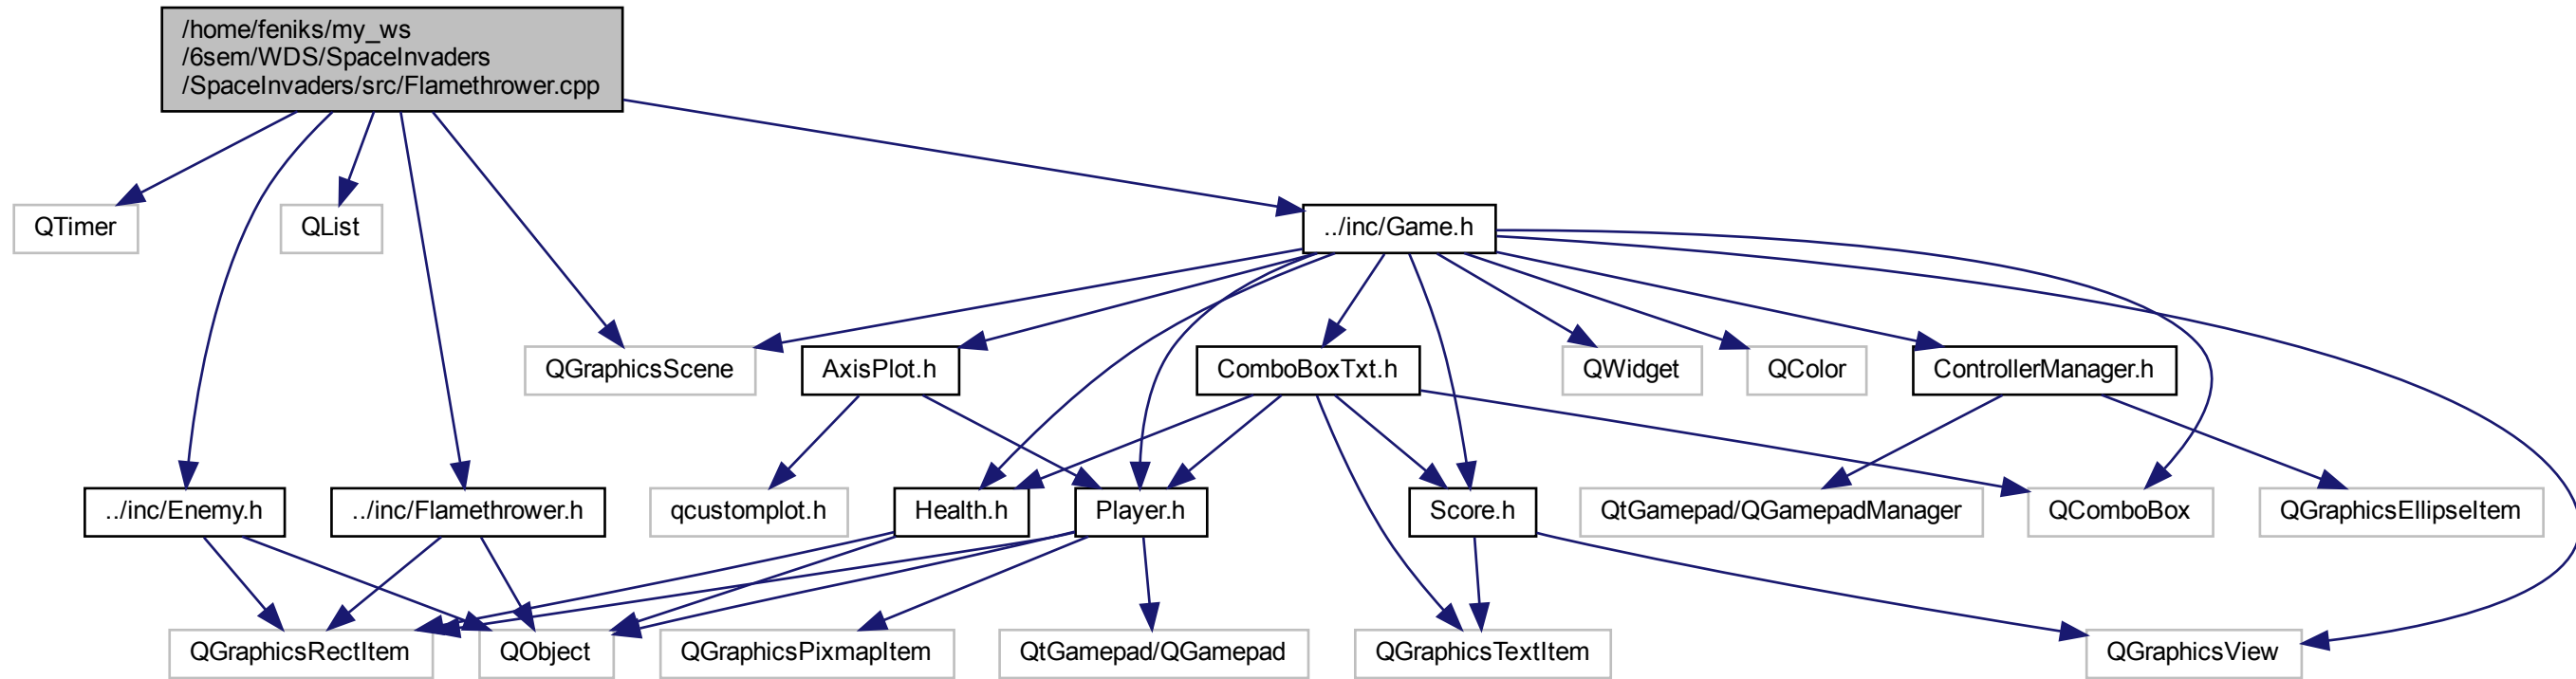 /home/feniks/my_ws
/6sem/WDS/SpaceInvaders
/SpaceInvaders/src/Flamethrower.cpp
QTimer
QList
../inc/Game.h
QGraphicsScene
AxisPlot.h
ComboBoxTxt.h
QWidget
QColor
ControllerManager.h
../inc/Enemy.h
../inc/Flamethrower.h
qcustomplot.h
Health.h
Player.h
Score.h
QtGamepad/QGamepadManager
QComboBox
QGraphicsEllipseItem
QGraphicsRectItem
QObject
QGraphicsPixmapItem
QtGamepad/QGamepad
QGraphicsTextItem
QGraphicsView